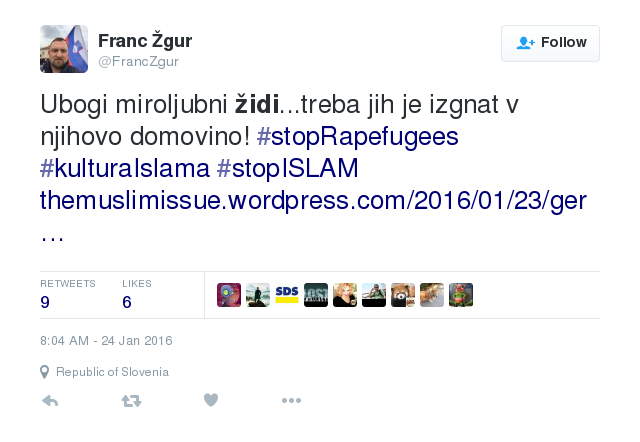 Franc Žgur
@FrancZgur
Follow
Ubogi miroljubni židi...treba jih je izgnat v
njihovo domovino! #stopRapefugees
#kulturaIslama #stopISLAM
themuslimissue.wordpress.com/2016/01/23/ger
...
RETWEETS LIKES
9 6
SDS
8:04 AM - 24 Jan 2016
Republic of Slovenia